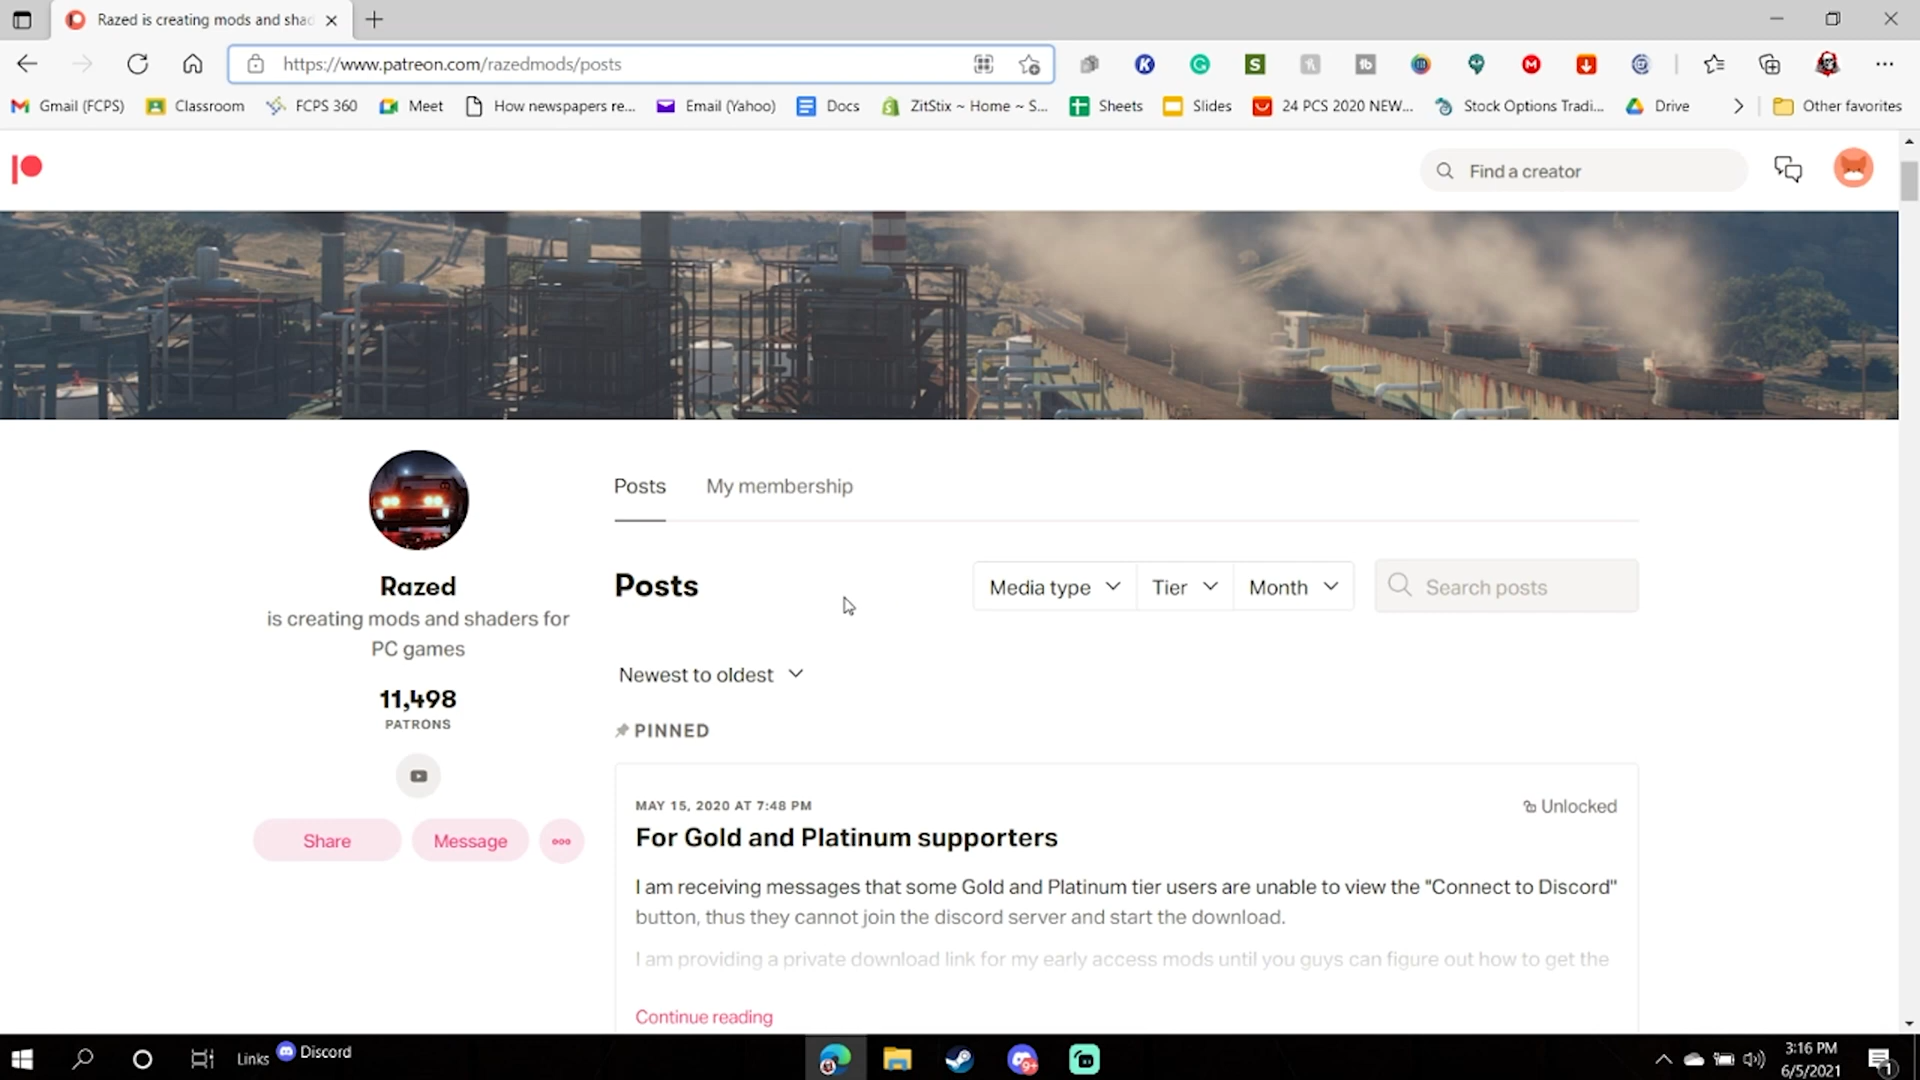 Razed is creating mods and shad
https://www.patreon.com/razedmods/posts
Gmail (FCPS)
Classroom
FCPS 360
Meet
How newspapers re...
Email (Yahoo)
Docs
ZitStix ~ Home ~ S...
Sheets
Slides
24 PCS 2020 NEW...
Stock Options Tradi...
Drive
Other favorites
Find a creator
Posts
My membership
Razed
is creating mods and shaders for
PC games
11,498
PATRONS
Share
Message
Posts
Media type
Tier
Month
Search posts
Newest to oldest
PINNED
MAY 15, 2020 AT 7:48 PM
Unlocked
For Gold and Platinum supporters
I am receiving messages that some Gold and Platinum tier users are unable to view the "Connect to Discord"
button, thus they cannot join the discord server and start the download.
I am providing a private download link for my early access mods until you guys can figure out how to get the
Continue reading
Links
Discord
9+
3:16 PM
6/5/2021
1